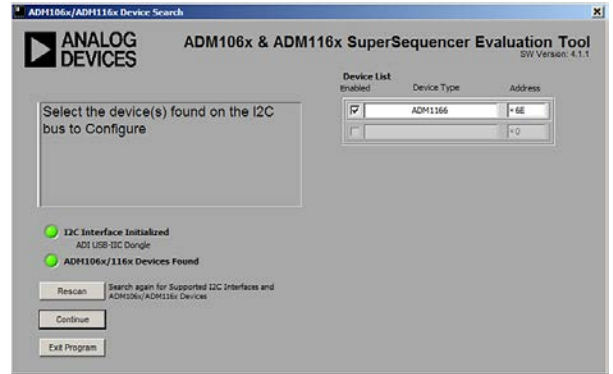 ADM106x/ADM116x Device Search
ANALOG
DEVICES
ADM106x & ADM116x SuperSequencer Evaluation Tool
SW Version: 4.1.1
Device List
Enabled Device Type Address
ADM1166 6E
0
Select the device(s) found on the I2C
bus to Configure
I2C Interface Initialized
ADI USB-IIC Dongle
ADM106x/116x Devices Found
Rescan
Search again for Supported I2C Interfaces and
ADM106x/ADM116x Devices
Continue
Exit Program